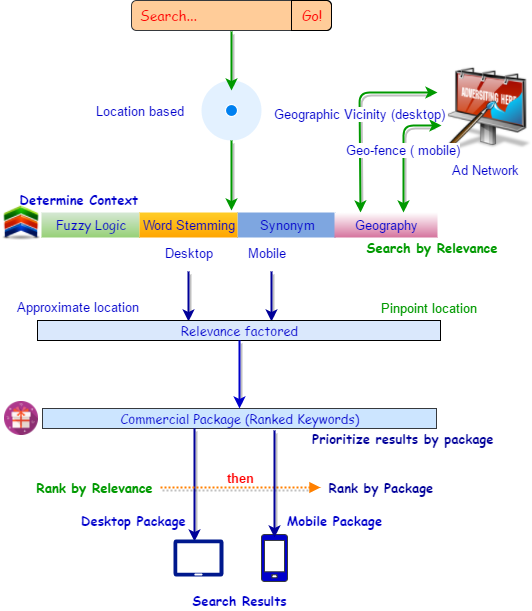 Search... Go!
Location based
Geographic Vicinity (desktop)
ADVERSITING HERE
Geo-fence ( mobile)
Ad Network
Determine Context
Fuzzy Logic Word Stemming Synonym Geography
Search by Relevance
Desktop Mobile
Approximate location Pinpoint location
Relevance factored
Commercial Package (Ranked Keywords)
Prioritize results by package
then
Rank by Relevance Rank by Package
Desktop Package Mobile Package
Search Results